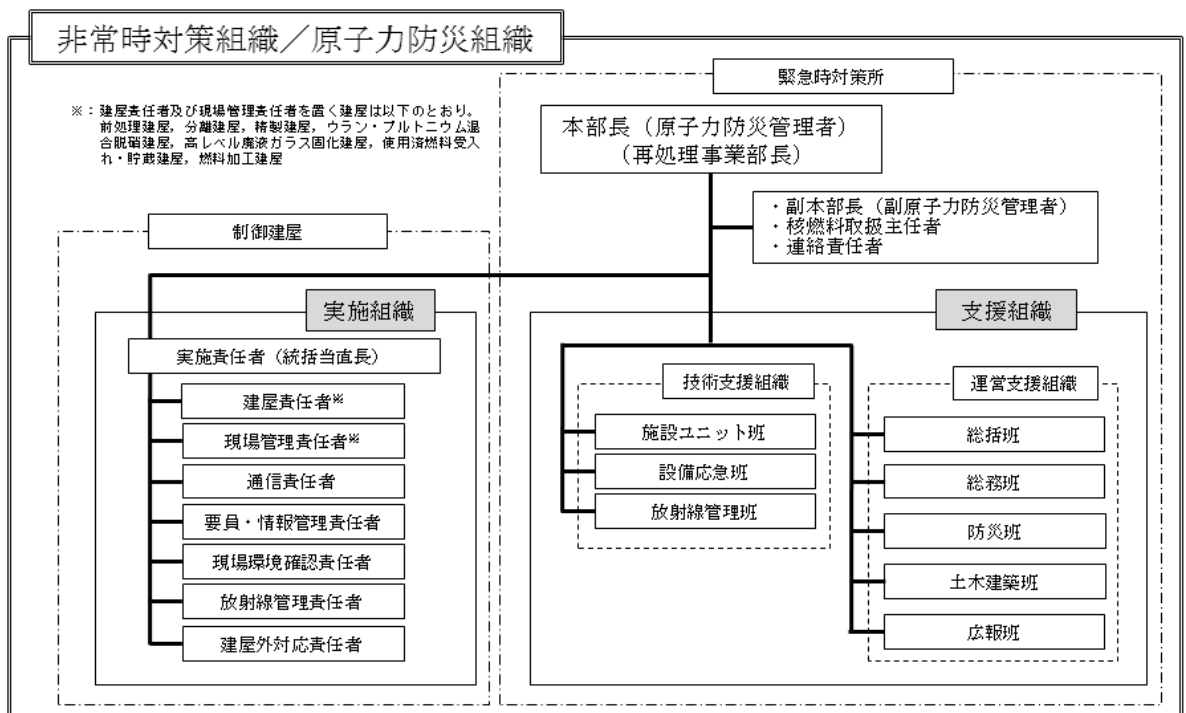 非常時対策組織／原子力防災組織
※：建屋責任者及び現場管理責任者を置く建屋は以下のとおり。
前処理建屋，分離建屋，精製建屋，ウラン・プルトニウム混
合脱硝建屋，高レベル廃液ガラス固化建屋，使用済燃料受入
れ・貯蔵建屋，燃料加工建屋
緊急時対策所
本部長（原子力防災管理者）
（再処理事業部長）
・副本部長（副原子力防災管理者）
・核燃料取扱主任者
・連絡責任者
制御建屋
実施組織
実施責任者（統括当直長）
建屋責任者※
現場管理責任者※
通信責任者
要員・情報管理責任者
現場環境確認責任者
放射線管理責任者
建屋外対応責任者
支援組織
技術支援組織
施設ユニット班
設備応急班
放射線管理班
運営支援組織
総括班
総務班
防災班
土木建築班
広報班